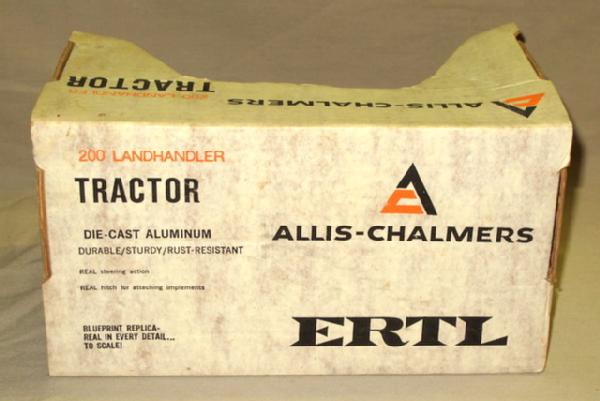 200 LANDHANDLER
TRACTOR
ALLIS-CHALMERS
200 LANDHANDLER
TRACTOR
DIE-CAST ALUMINUM
DURABLE/STURDY/RUST-RESISTANT
REAL steering action
REAL hitch for attaching implements
BLUEPRINT REPLICA-
REAL IN EVERY DETAIL...
TO SCALE!
ALLIS-CHALMERS
ERTL